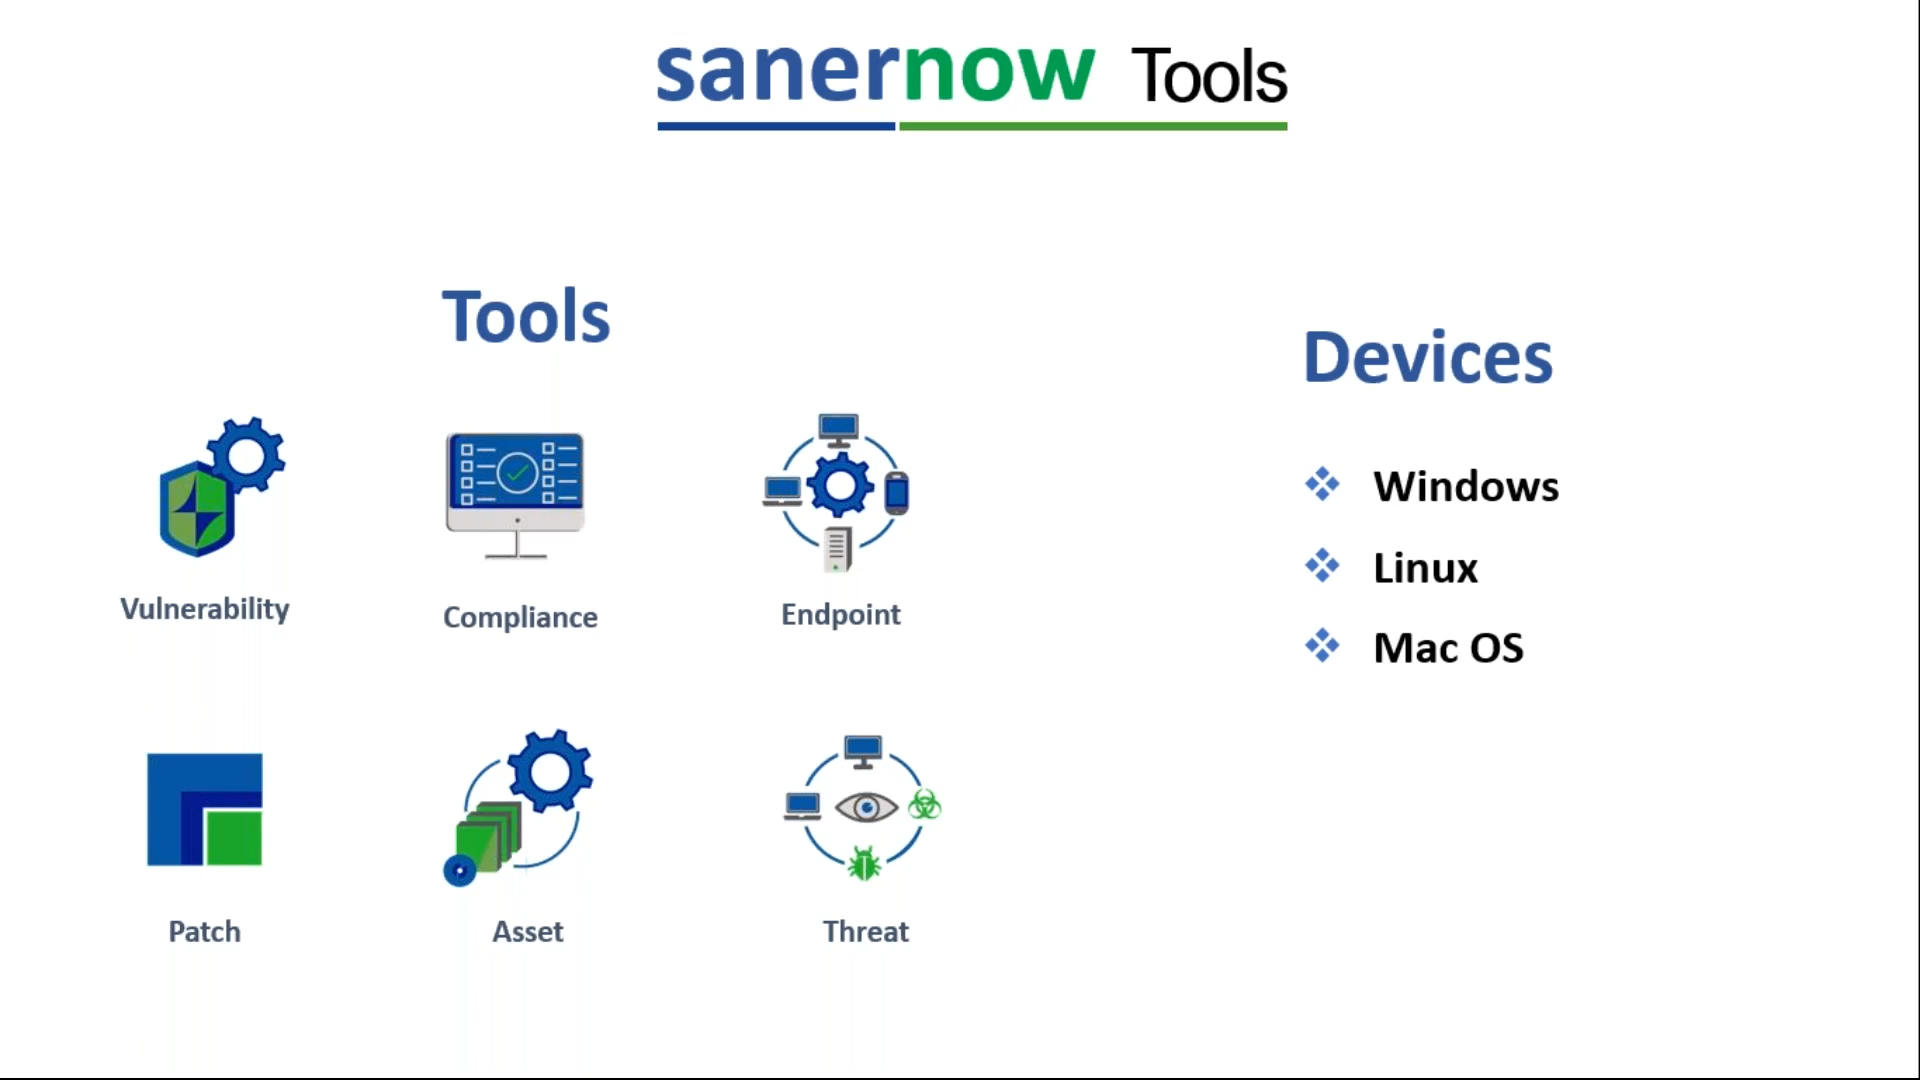 sanernow Tools
Tools
Vulnerability
Compliance
Endpoint
Patch
Asset
Threat
Devices
Windows
Linux
Mac OS